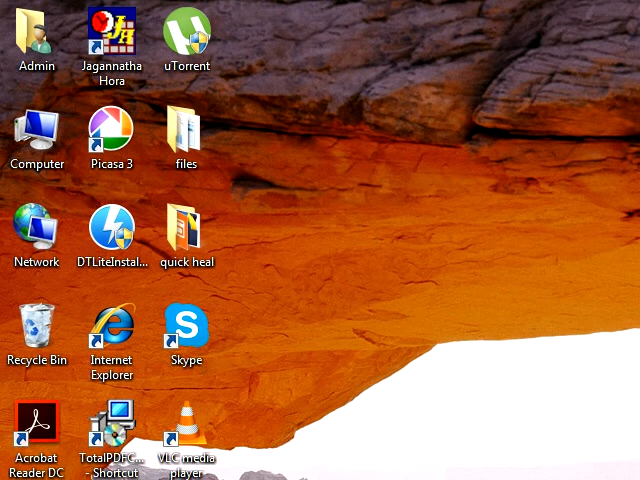 Admin
Jagannatha
Hora
uTorrent
Computer
Picasa 3
files
Network
DTLiteInstal...
quick heal
Recycle Bin
Internet
Explorer
Skype
Acrobat
Reader DC
TotalPDFC...
- Shortcut
VLC media
player